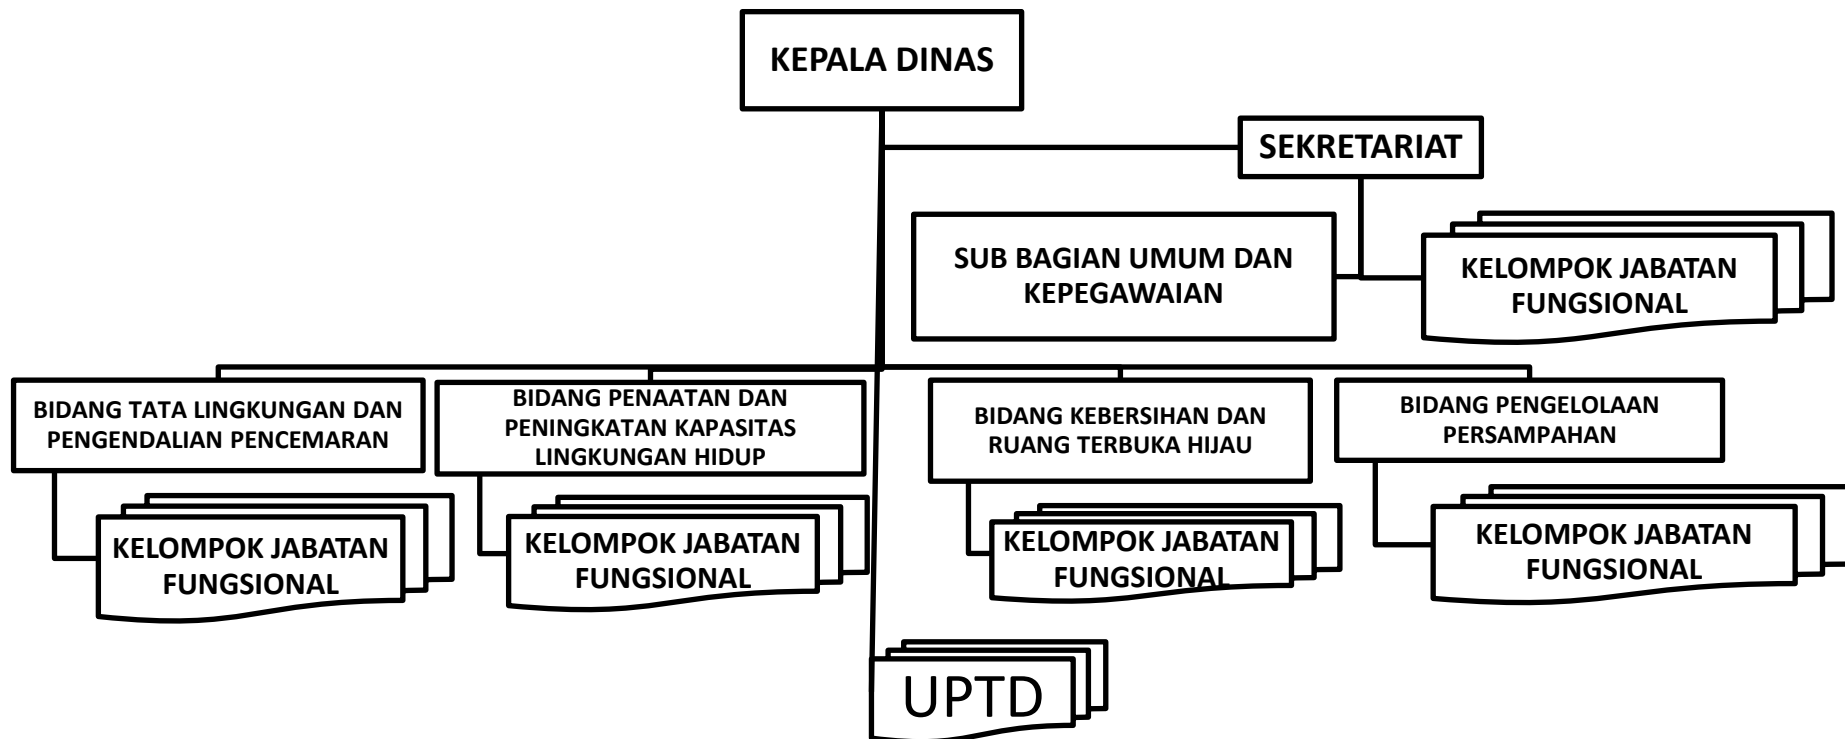 KEPALA DINAS
SEKRETARIAT
SUB BAGIAN UMUM DAN
KEPEGAWAIAN
KELOMPOK JABATAN
FUNGSIONAL
BIDANG TATA LINGKUNGAN DAN
PENGENDALIAN PENCEMARAN
BIDANG PENAATAN DAN
PENINGKATAN KAPASITAS
LINGKUNGAN HIDUP
BIDANG KEBERSIHAN DAN
RUANG TERBUKA HIJAU
BIDANG PENGELOLAAN
PERSAMPAHAN
KELOMPOK JABATAN
FUNGSIONAL
KELOMPOK JABATAN
FUNGSIONAL
KELOMPOK JABATAN
FUNGSIONAL
KELOMPOK JABATAN
FUNGSIONAL
UPTD